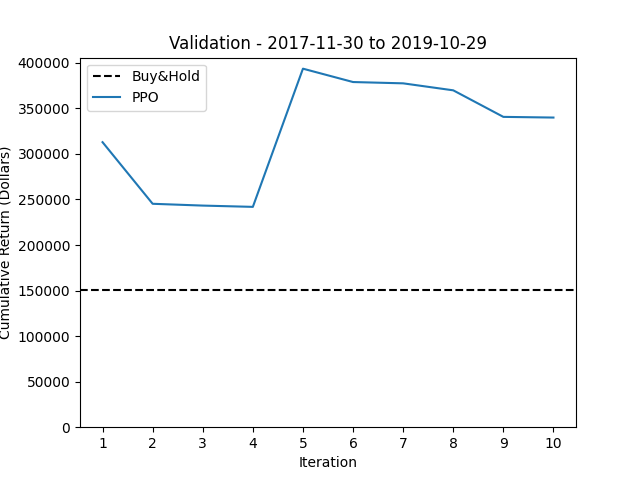 Validation - 2017-11-30 to 2019-10-29
400000
350000
300000
250000
200000
150000
100000
50000
0
Cumulative Return (Dollars)
Buy&Hold
PPO
1 2 3 4 5 6 7 8 9 10
Iteration